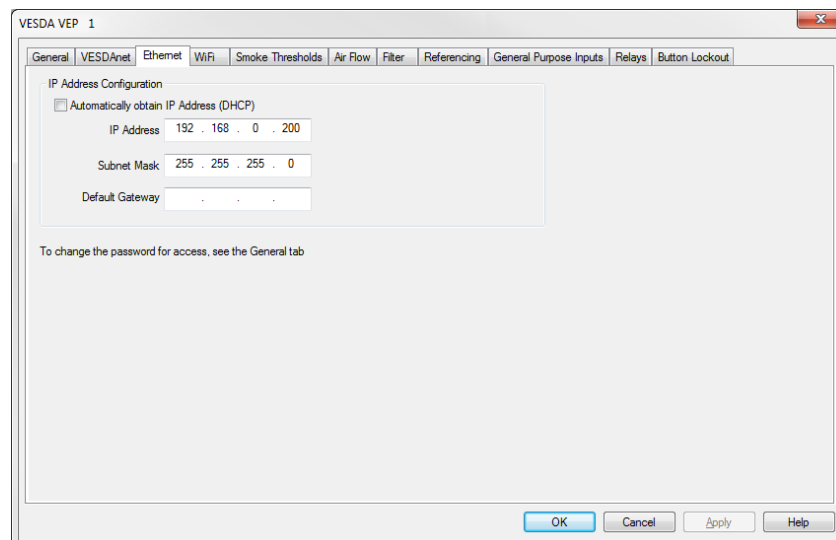 VESDA VEP 1
General VESDAnet Ethernet WiFi Smoke Thresholds Air Flow Filter Referencing General Purpose Inputs Relays Button Lockout
IP Address Configuration
Automatically obtain IP Address (DHCP)
IP Address 192 . 168 . 0 . 200
Subnet Mask 255 . 255 . 255 . 0
Default Gateway . . .
To change the password for access, see the General tab
OK Cancel Apply Help